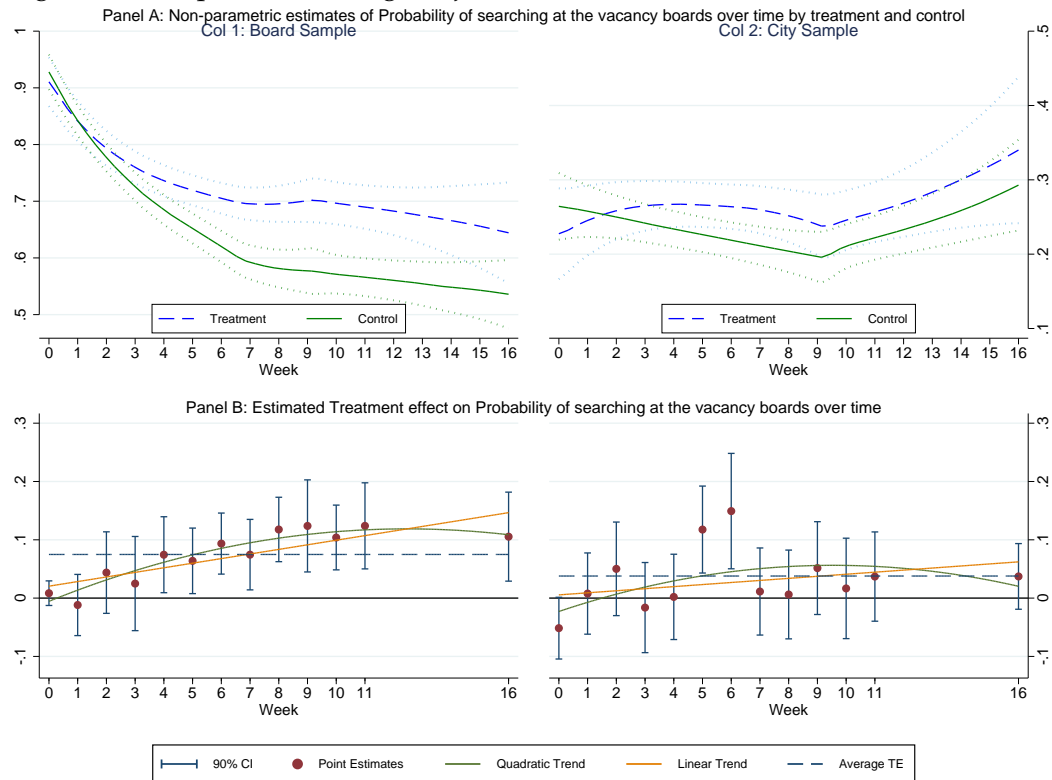 Panel A: Non-parametric estimates of Probability of searching at the vacancy boards over time by treatment and control
Col 1: Board Sample
Col 2: City Sample
1
.9
.8
.7
.6
.5
.5
.4
.3
.2
.1
Treatment Control
Treatment Control
0 1 2 3 4 5 6 7 8 9 10 11 12 13 14 15 16
Week
0 1 2 3 4 5 6 7 8 9 10 11 12 13 14 15 16
Week
Panel B: Estimated Treatment effect on Probability of searching at the vacancy boards over time
.3
.2
.1
0
-.1
.3
.2
.1
0
-.1
0 1 2 3 4 5 6 7 8 9 10 11 16
Week
0 1 2 3 4 5 6 7 8 9 10 11 16
Week
90% CI Point Estimates Quadratic Trend Linear Trend Average TE